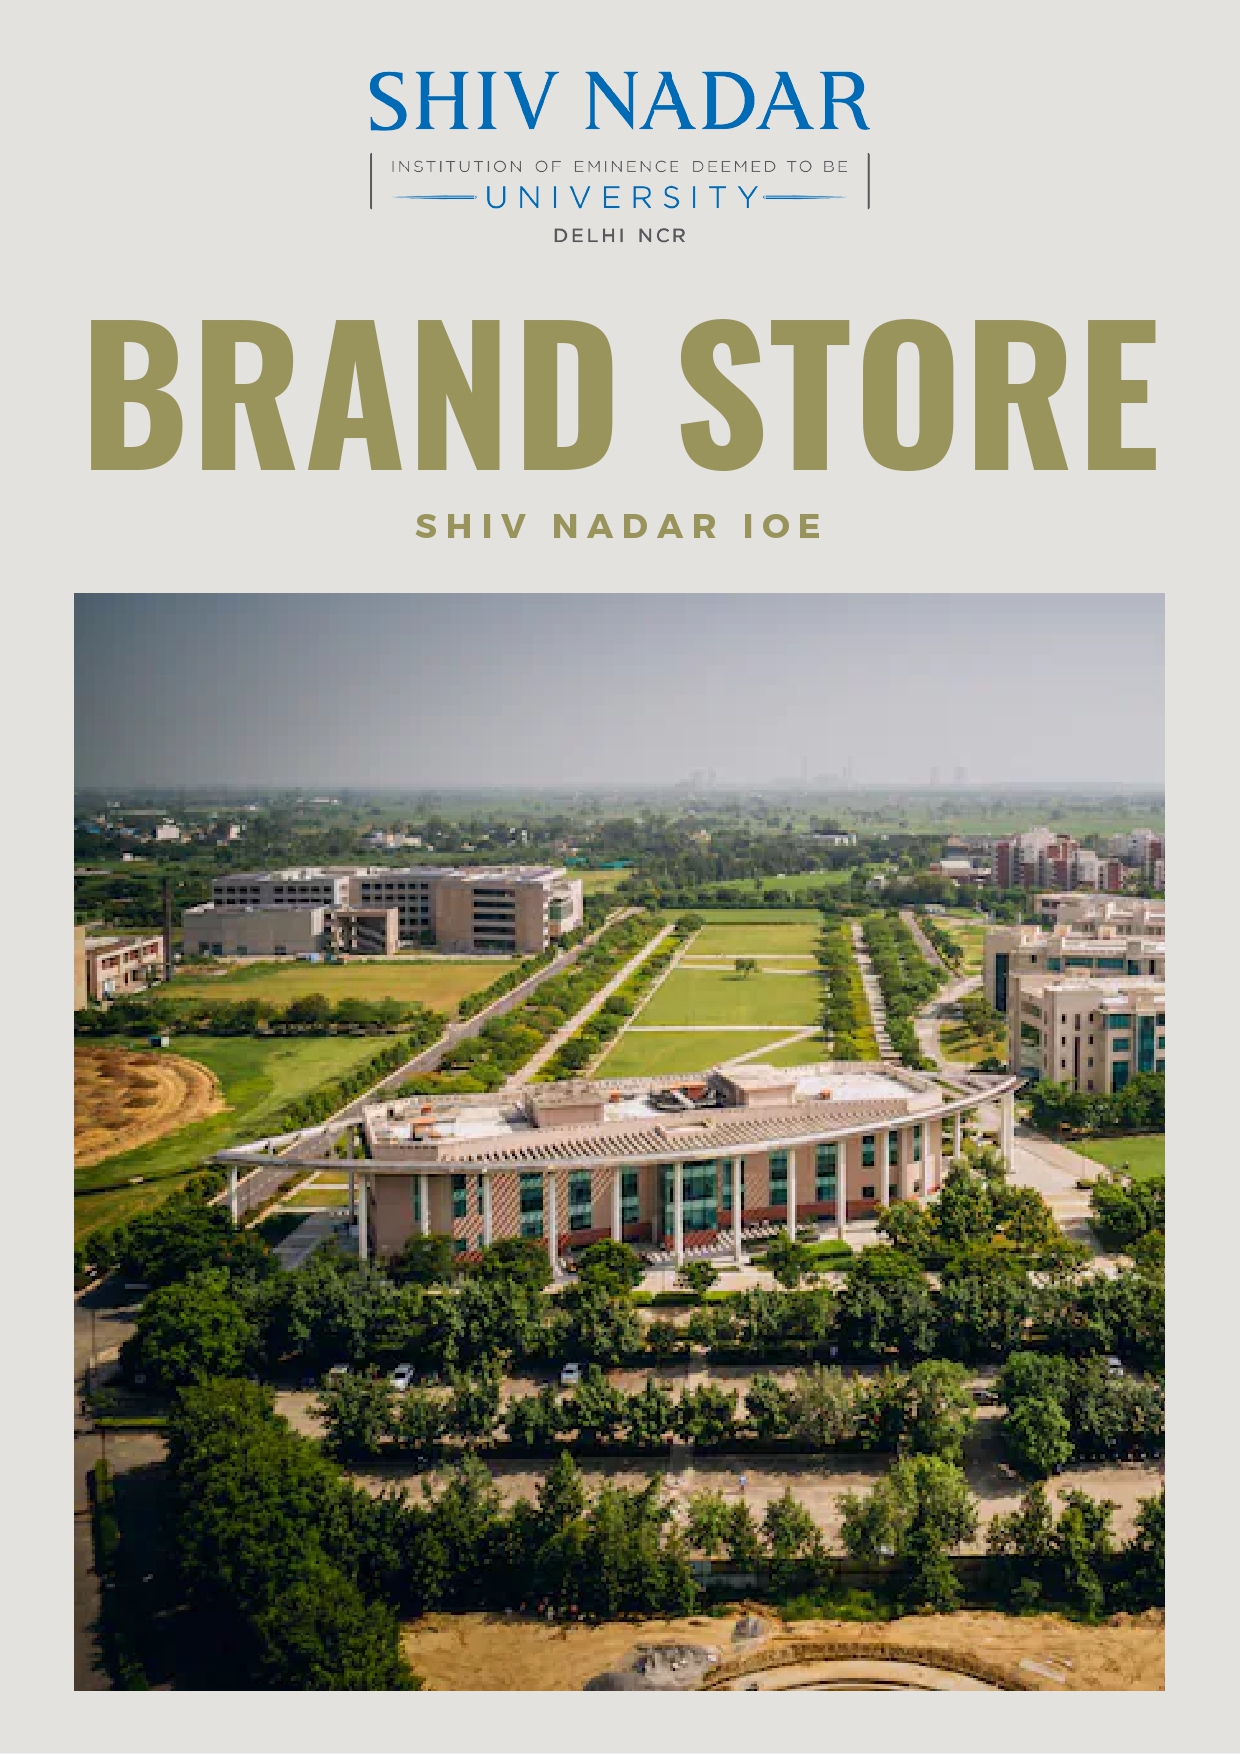 SHIV NADAR
INSTITUTION OF EMINENCE DEEMED TO BE
UNIVERSITY
DELHI NCR
BRAND STORE
SHIV NADAR IOE